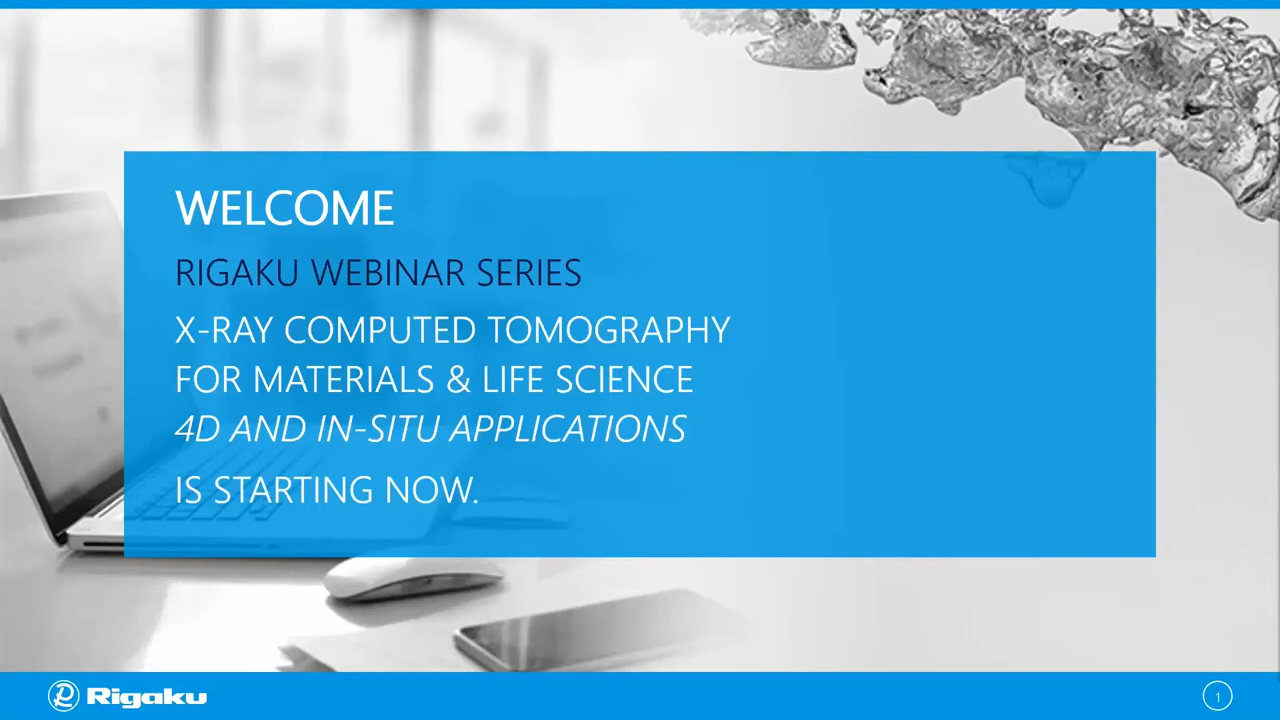 WELCOME
RIGAKU WEBINAR SERIES
X-RAY COMPUTED TOMOGRAPHY
FOR MATERIALS & LIFE SCIENCE
4D AND IN-SITU APPLICATIONS
IS STARTING NOW.
Rigaku
1